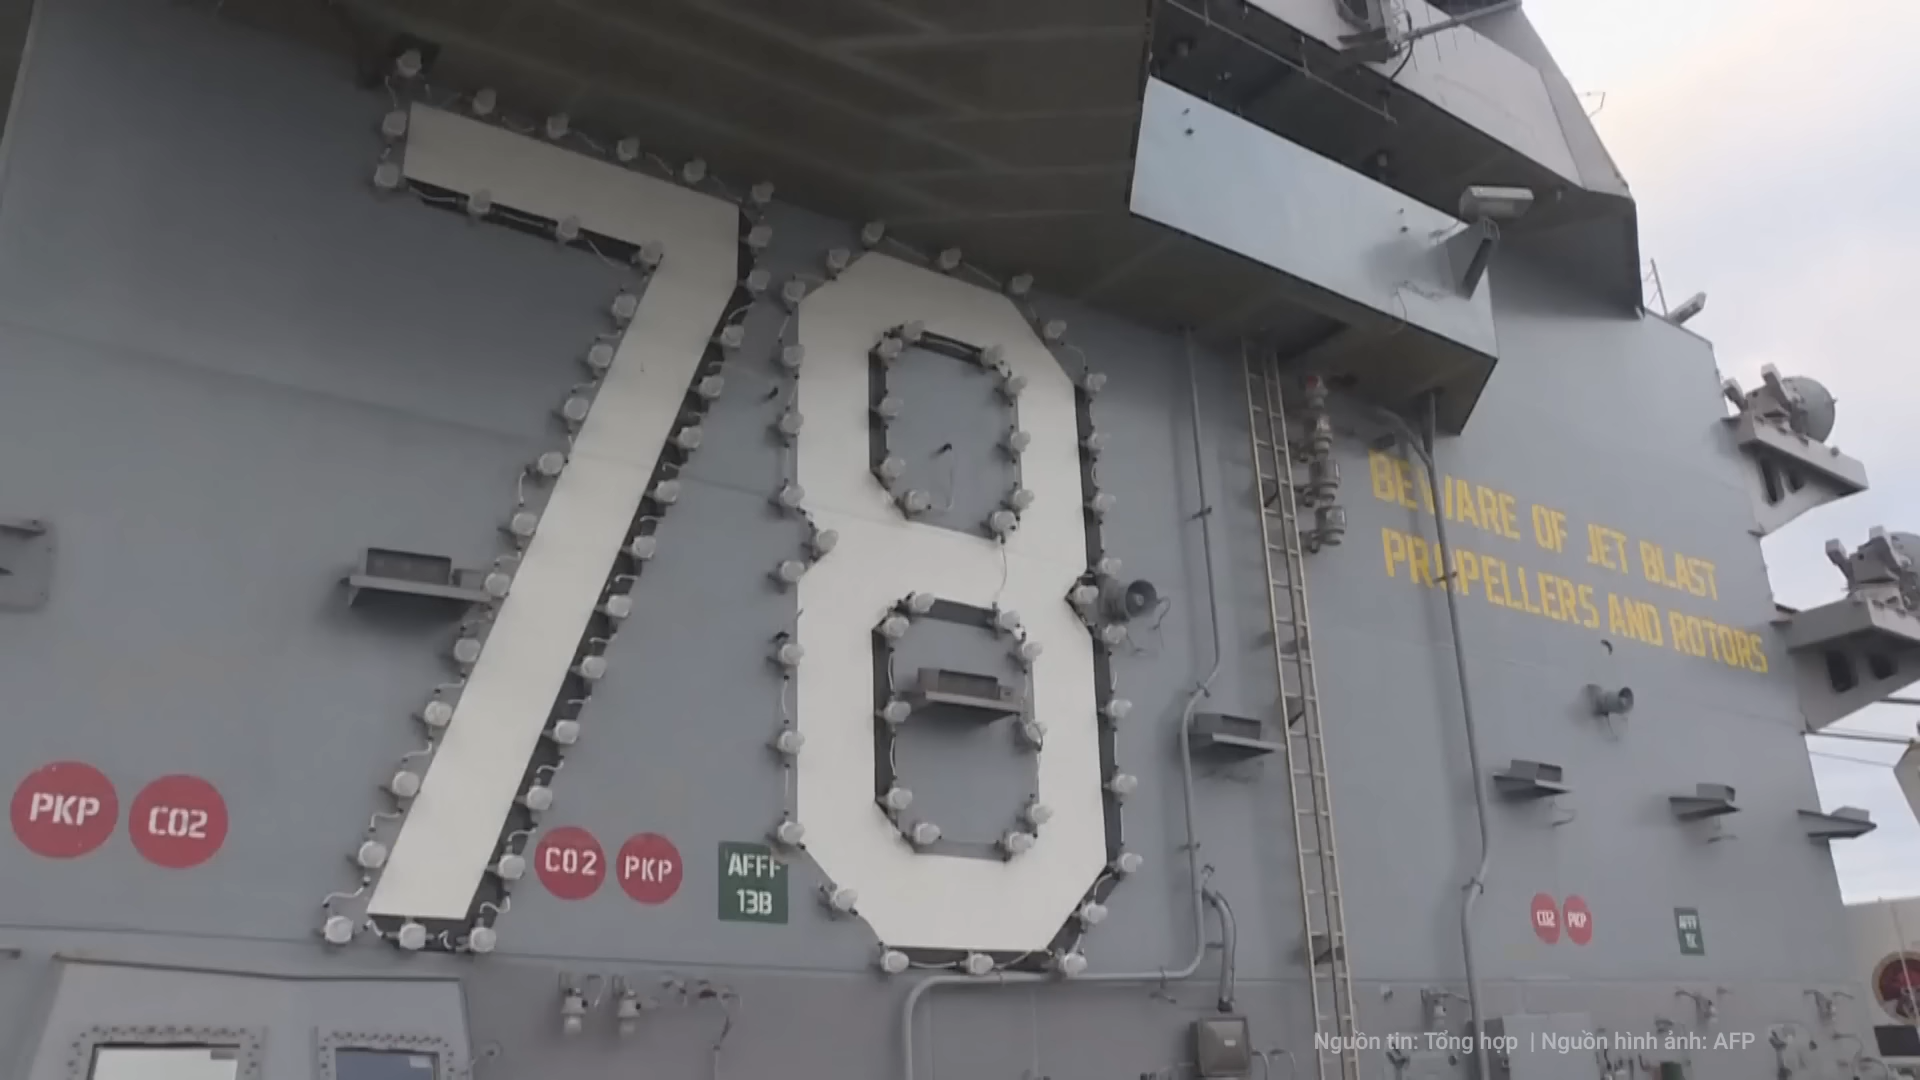 78
BEWARE OF JET BLAST
PROPELLERS AND ROTORS
PKP
CO2
CO2
PKP
AFFF
13B
CO2
PKP
AFFF
Nguồn tin: Tổng hợp | Nguồn hình ảnh: AFP